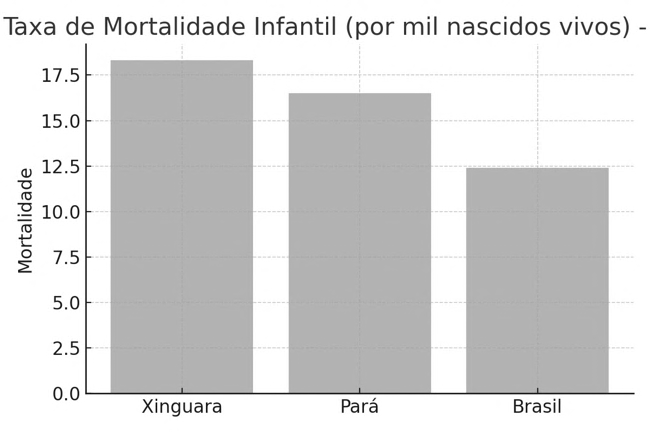 Taxa de Mortalidade Infantil (por mil nascidos vivos) -
Mortalidade
17.5
15.0
12.5
10.0
7.5
5.0
2.5
0.0
Xinguara
Pará
Brasil